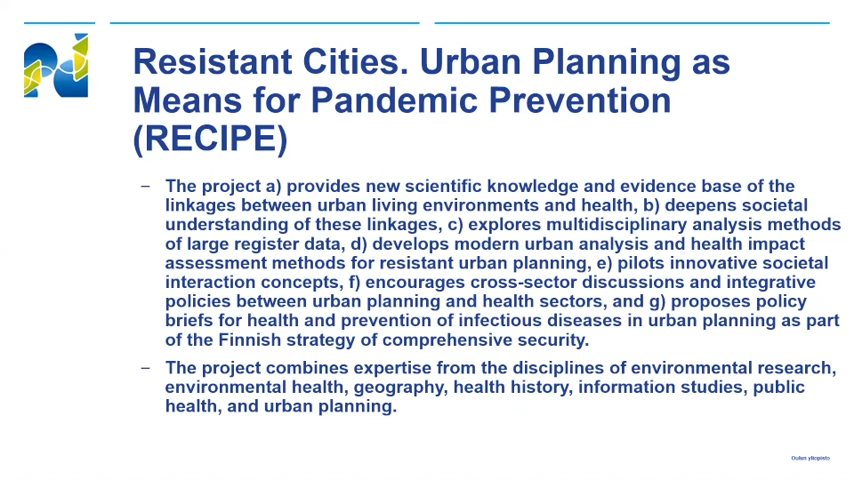 Resistant Cities. Urban Planning as
Means for Pandemic Prevention
(RECIPE)
– The project a) provides new scientific knowledge and evidence base of the
linkages between urban living environments and health, b) deepens societal
understanding of these linkages, c) explores multidisciplinary analysis methods
of large register data, d) develops modern urban analysis and health impact
assessment methods for resistant urban planning, e) pilots innovative societal
interaction concepts, f) encourages cross-sector discussions and integrative
policies between urban planning and health sectors, and g) proposes policy
briefs for health and prevention of infectious diseases in urban planning as part
of the Finnish strategy of comprehensive security.
– The project combines expertise from the disciplines of environmental research,
environmental health, geography, health history, information studies, public
health, and urban planning.
Oulun yliopisto